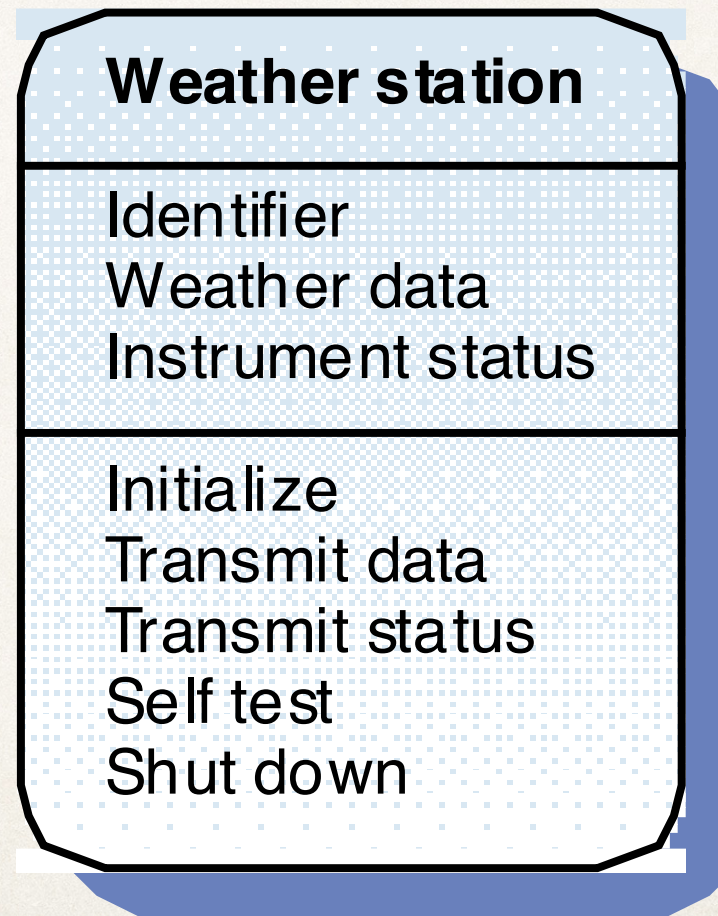 Weather station
Identifier
Weather data
Instrument status
Initialize
Transmit data
Transmit status
Self test
Shut down